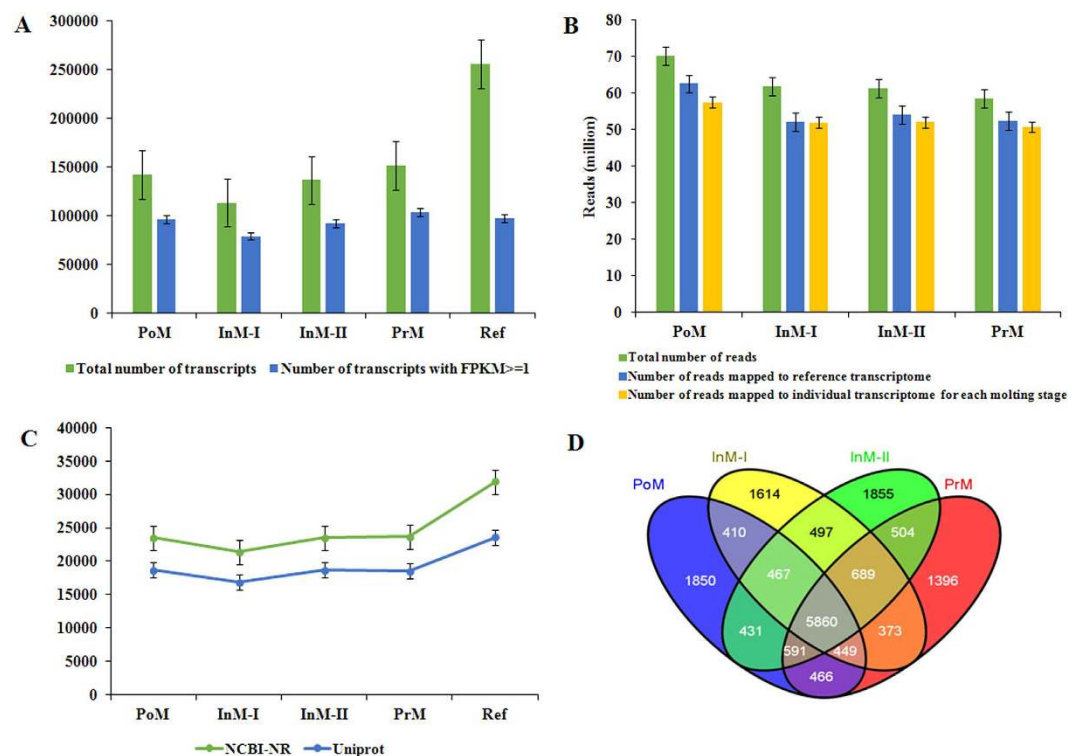 A
300000
250000
200000
150000
100000
50000
0
PoM InM-I InM-II PrM Ref
Total number of transcripts Number of transcripts with FPKM>=1
B
Reads (million)
80
70
60
50
40
30
20
10
0
PoM InM-I InM-II PrM
Total number of reads
Number of reads mapped to reference transcriptome
Number of reads mapped to individual transcriptome for each molting stage
C
40000
35000
30000
25000
20000
15000
10000
5000
0
PoM InM-I InM-II PrM Ref
NCBI-NR Uniprot
D
InM-I InM-II
PoM PrM
1614 1855
410 497 504
1850 467 689 1396
5860
431 373
591 449
466